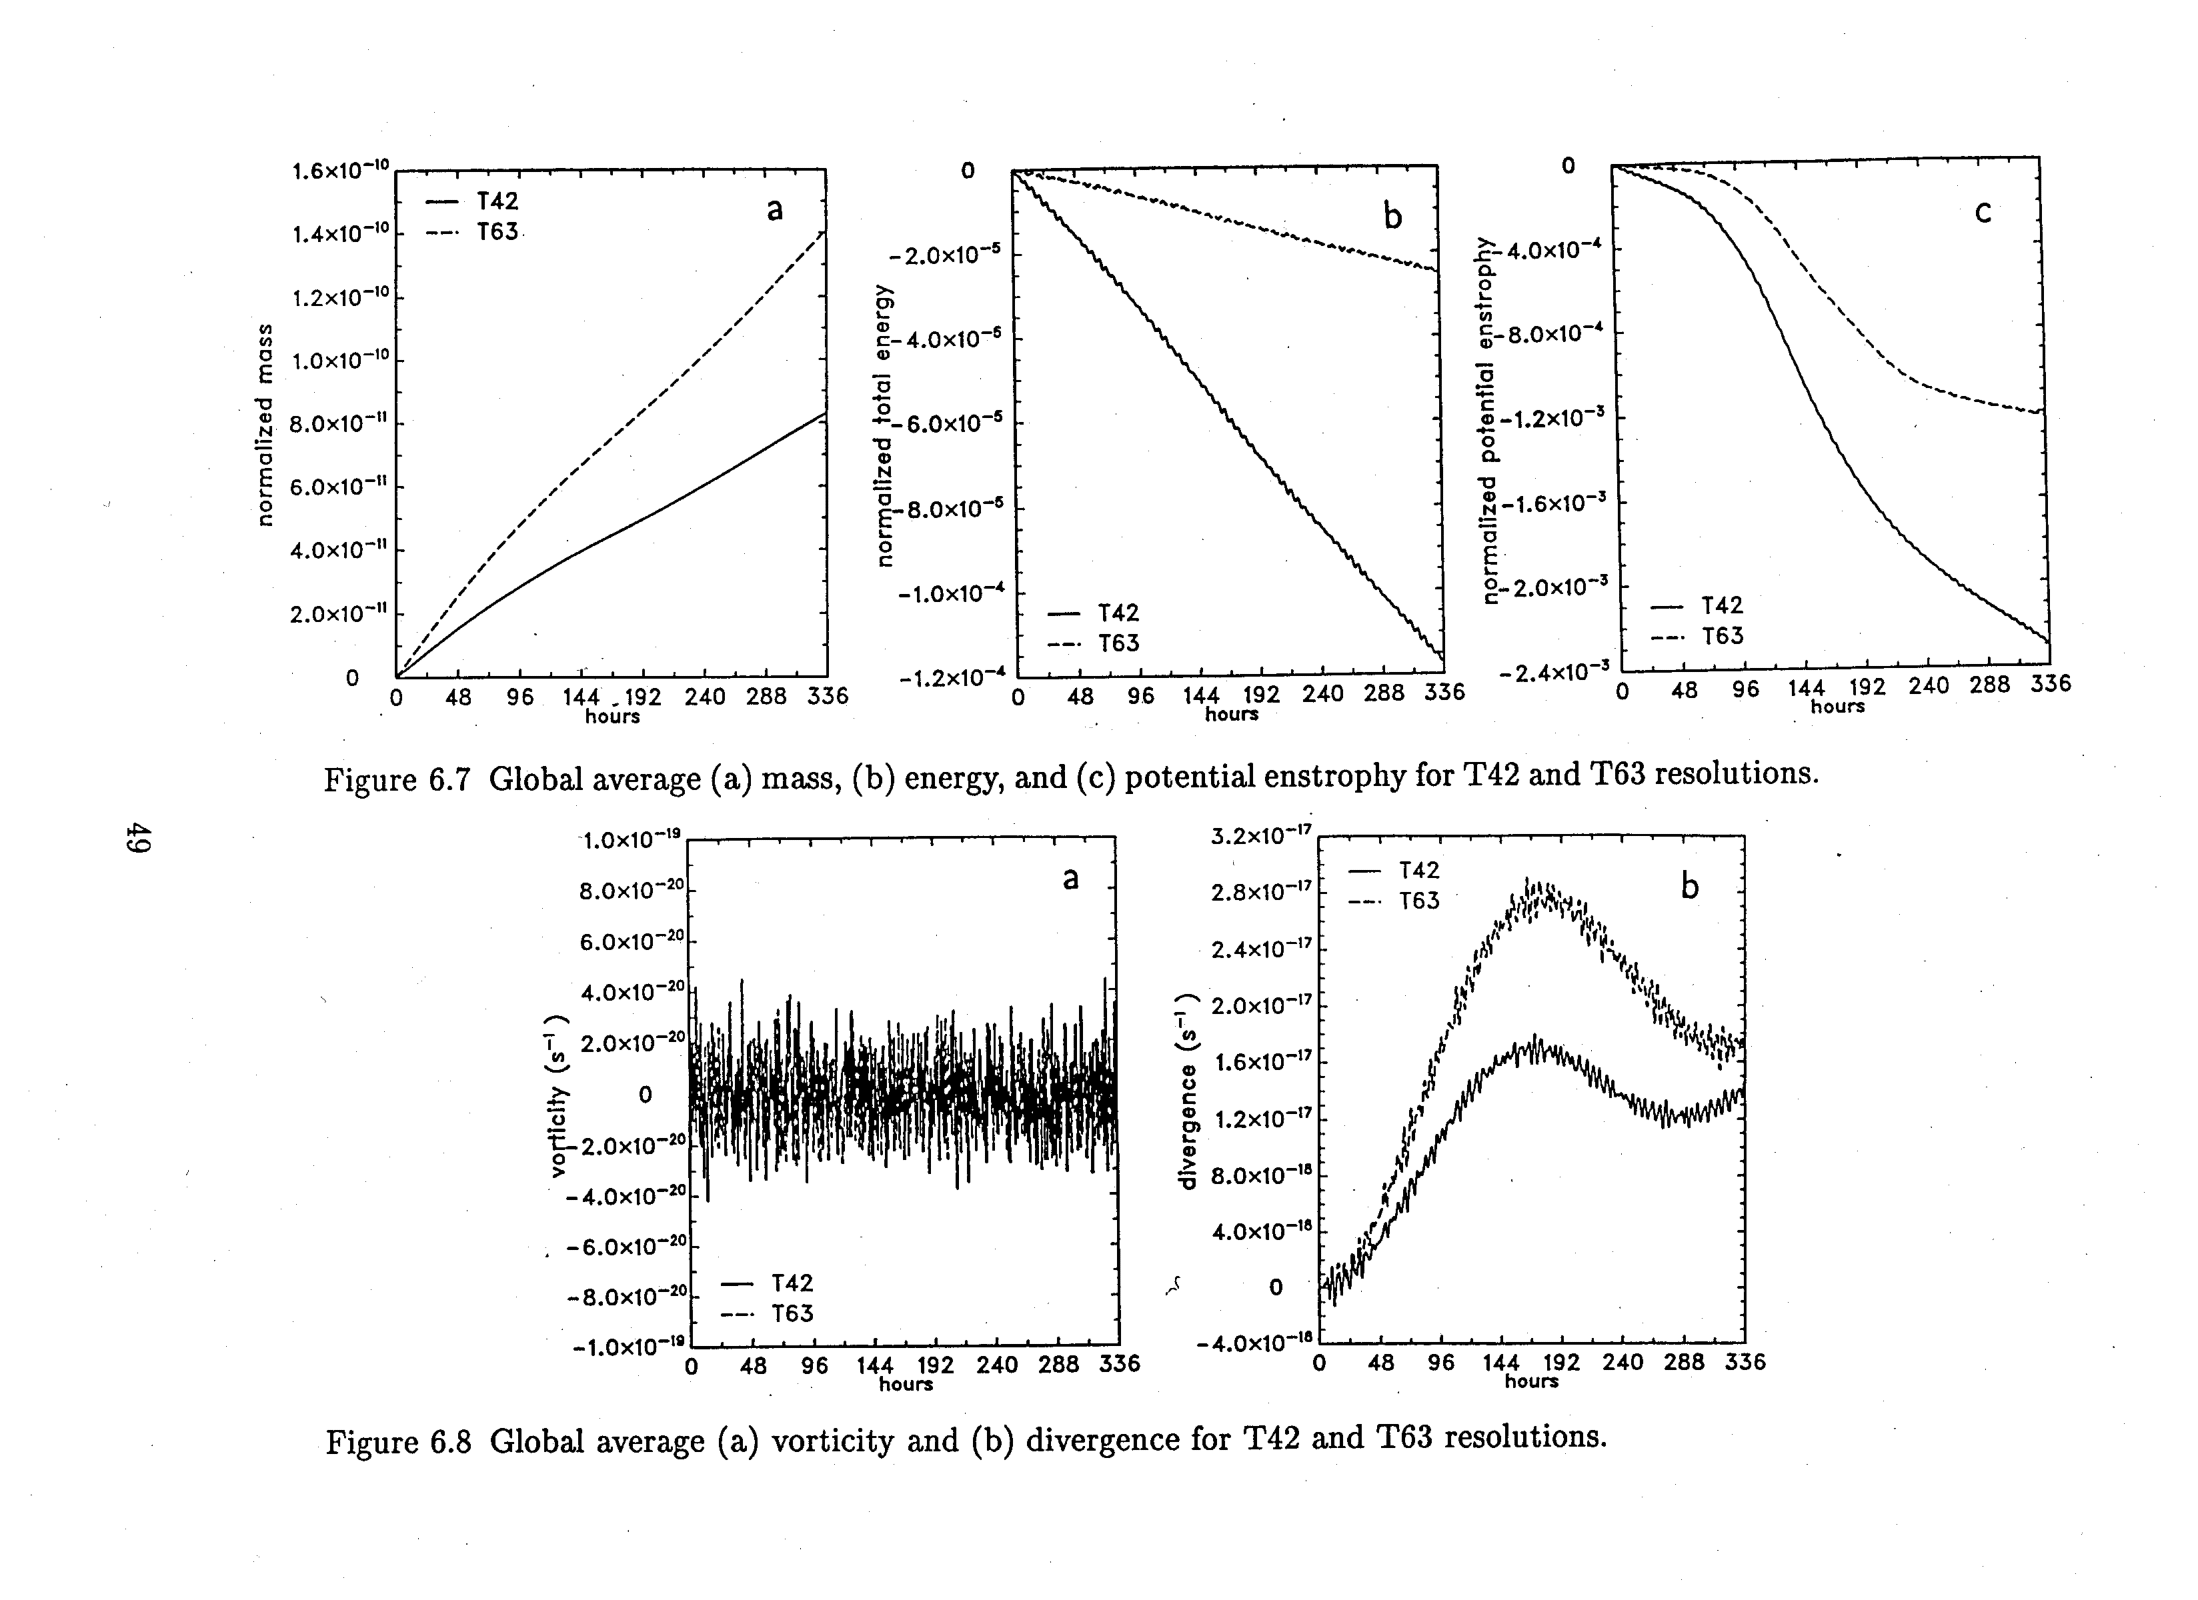 1.6×10⁻¹⁰
1.4×10⁻¹⁰
1.2×10⁻¹⁰
1.0×10⁻¹⁰
8.0×10⁻¹¹
6.0×10⁻¹¹
4.0×10⁻¹¹
2.0×10⁻¹¹
0
normalized mass
T42
T63
a
0 48 96 144 192 240 288 336
hours
0
-2.0×10⁻⁵
-4.0×10⁻⁵
-6.0×10⁻⁵
-8.0×10⁻⁵
-1.0×10⁻⁴
-1.2×10⁻⁴
normalized total energy
b
T42
T63
0 48 96 144 192 240 288 336
hours
0
-4.0×10⁻⁴
-8.0×10⁻⁴
-1.2×10⁻³
-1.6×10⁻³
-2.0×10⁻³
-2.4×10⁻³
normalized potential enstrophy
c
T42
T63
0 48 96 144 192 240 288 336
hours
Figure 6.7 Global average (a) mass, (b) energy, and (c) potential enstrophy for T42 and T63 resolutions.
49
1.0×10⁻¹⁹
8.0×10⁻²⁰
6.0×10⁻²⁰
4.0×10⁻²⁰
2.0×10⁻²⁰
0
-2.0×10⁻²⁰
-4.0×10⁻²⁰
-6.0×10⁻²⁰
-8.0×10⁻²⁰
-1.0×10⁻¹⁹
vorticity (s⁻¹)
a
T42
T63
0 48 96 144 192 240 288 336
hours
3.2×10⁻¹⁷
2.8×10⁻¹⁷
2.4×10⁻¹⁷
2.0×10⁻¹⁷
1.6×10⁻¹⁷
1.2×10⁻¹⁷
8.0×10⁻¹⁸
4.0×10⁻¹⁸
0
-4.0×10⁻¹⁸
divergence (s⁻¹)
T42
T63
b
0 48 96 144 192 240 288 336
hours
Figure 6.8 Global average (a) vorticity and (b) divergence for T42 and T63 resolutions.